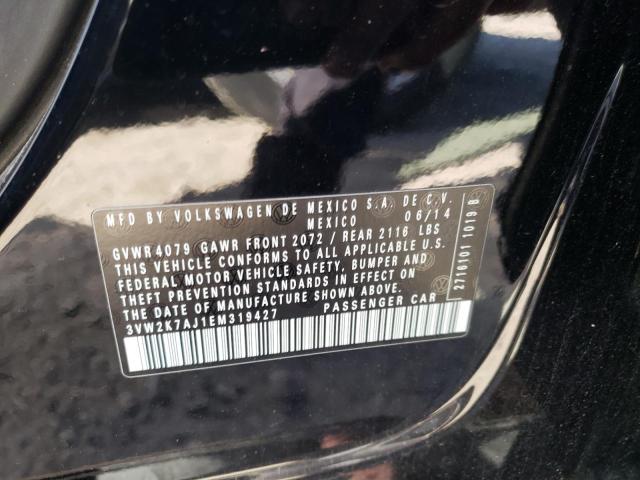 MFD BY VOLKSWAGEN DE MEXICO S.A. DE C.V.
MEXICO 06/14
GVWR 4079 GAWR FRONT 2072 / REAR 2116 LBS
THIS VEHICLE CONFORMS TO ALL APPLICABLE U.S.
FEDERAL MOTOR VEHICLE SAFETY, BUMPER AND
THEFT PREVENTION STANDARDS IN EFFECT ON
THE DATE OF MANUFACTURE SHOWN ABOVE.
3VW2K7AJ1EM319427 PASSENGER CAR
2716101 1019 B